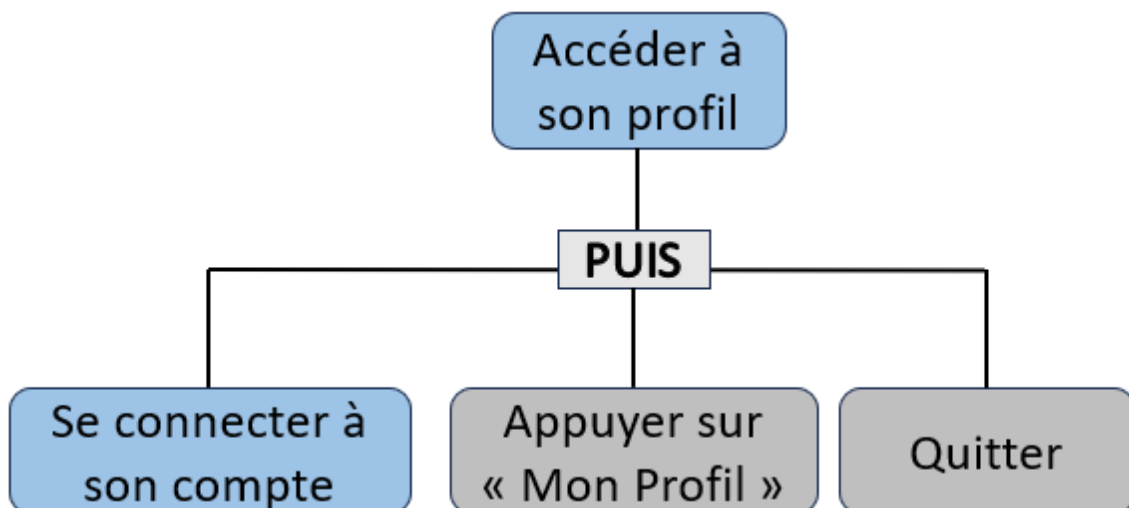 Accéder à
son profil
PUIS
Se connecter à
son compte
Appuyer sur
« Mon Profil »
Quitter